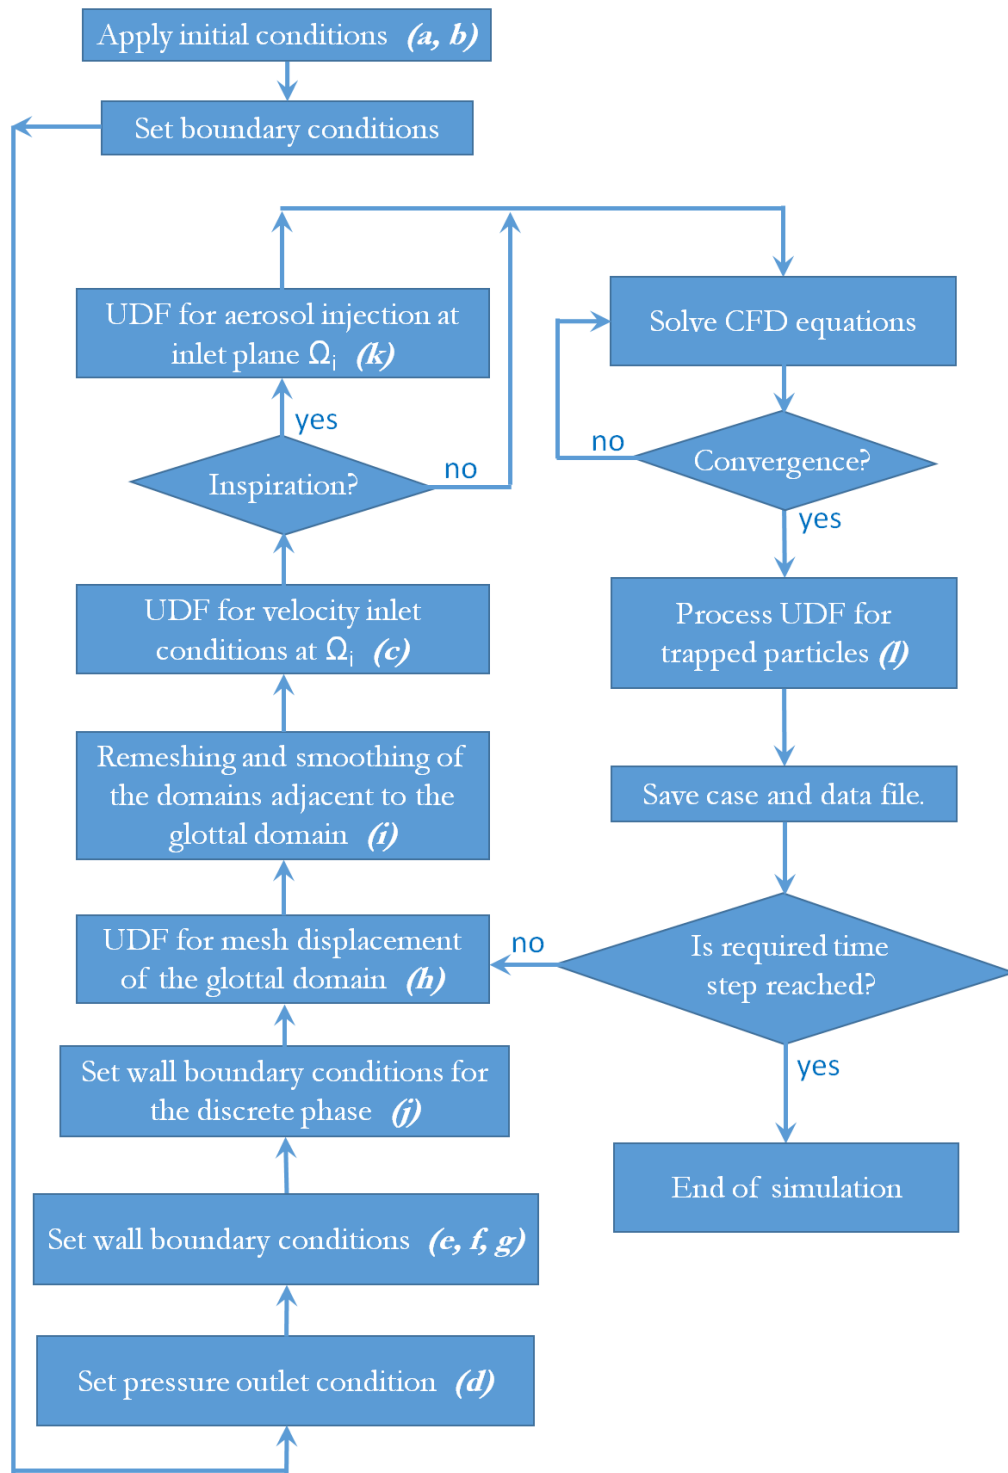 Apply initial conditions (a, b)
Set boundary conditions
UDF for aerosol injection at
inlet plane Ωi (k)
yes
Inspiration?
no
UDF for velocity inlet
conditions at Ωi (c)
Remeshing and smoothing of
the domains adjacent to the
glottal domain (i)
UDF for mesh displacement
of the glottal domain (h)
Set wall boundary conditions for
the discrete phase (j)
Set wall boundary conditions (e, f, g)
Set pressure outlet condition (d)
Solve CFD equations
no
Convergence?
yes
Process UDF for
trapped particles (l)
Save case and data file.
no
Is required time
step reached?
yes
End of simulation